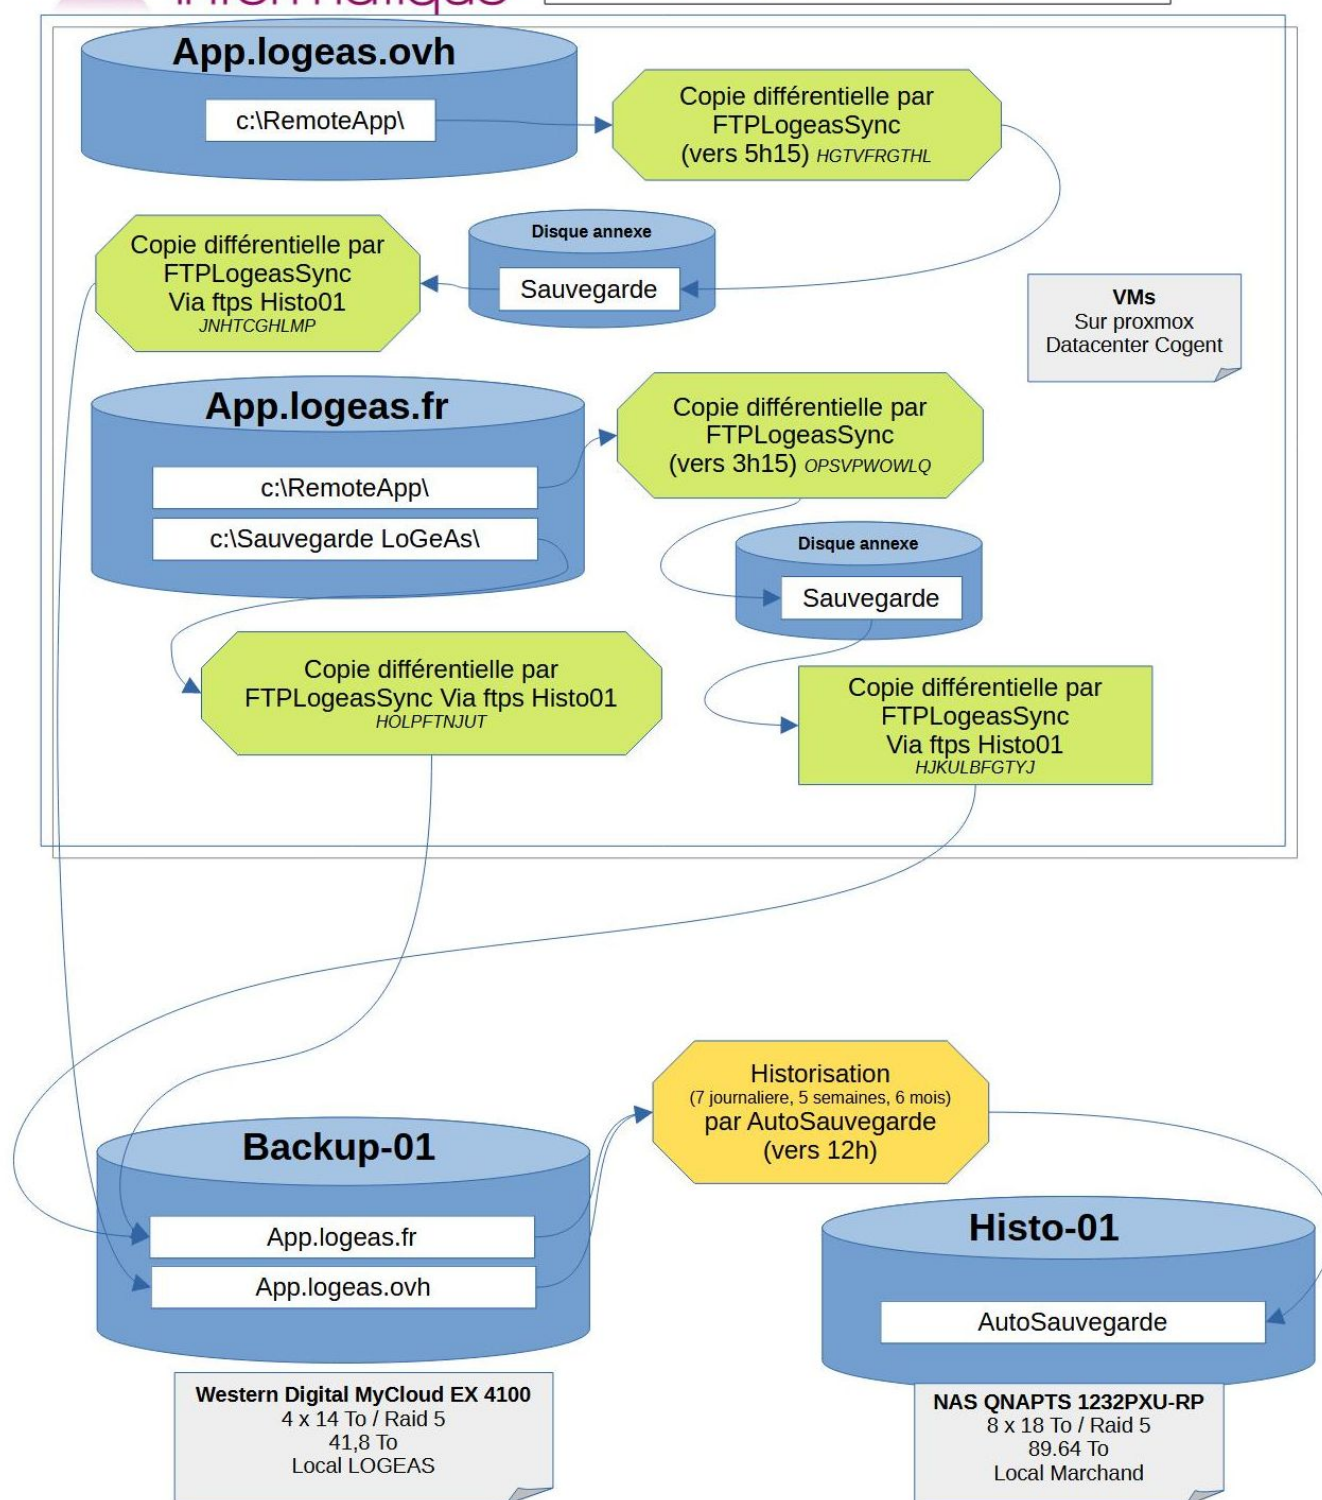 informatique
App.logeas.ovh
c:\RemoteApp\
Copie différentielle par
FTPLogeasSync
(vers 5h15) HGTVFRGTHL
Copie différentielle par
FTPLogeasSync
Via ftps Histo01
JNHTCGHLMP
Disque annexe
Sauvegarde
VMs
Sur proxmox
Datacenter Cogent
App.logeas.fr
c:\RemoteApp\
c:\Sauvegarde LoGeAs\
Copie différentielle par
FTPLogeasSync
(vers 3h15) OPSVPWOWLQ
Disque annexe
Sauvegarde
Copie différentielle par
FTPLogeasSync Via ftps Histo01
HOLPFTNJUT
Copie différentielle par
FTPLogeasSync
Via ftps Histo01
HJKULBFGTYJ
Historisation
(7 journaliere, 5 semaines, 6 mois)
par AutoSauvegarde
(vers 12h)
Backup-01
App.logeas.fr
App.logeas.ovh
Histo-01
AutoSauvegarde
Western Digital MyCloud EX 4100
4 x 14 To / Raid 5
41,8 To
Local LOGEAS
NAS QNAPTS 1232PXU-RP
8 x 18 To / Raid 5
89.64 To
Local Marchand